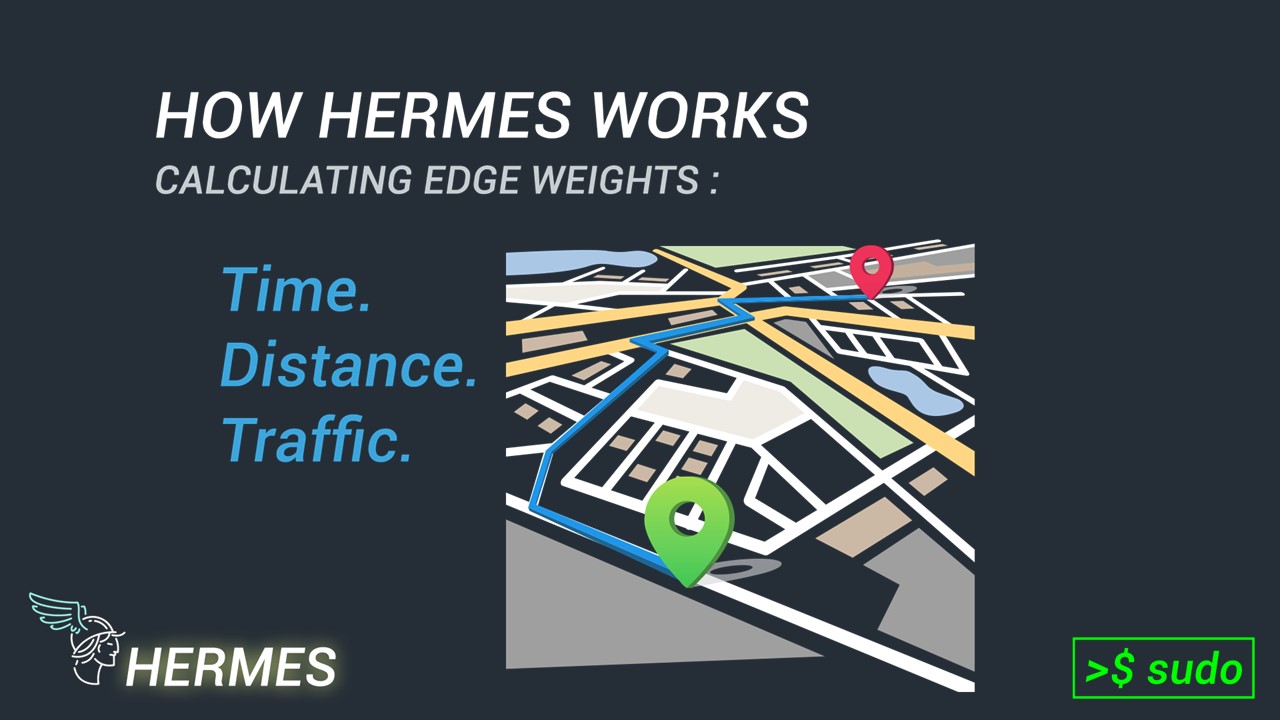 HOW HERMES WORKS
CALCULATING EDGE WEIGHTS :
Time.
Distance.
Traffic.
HERMES
>$ sudo